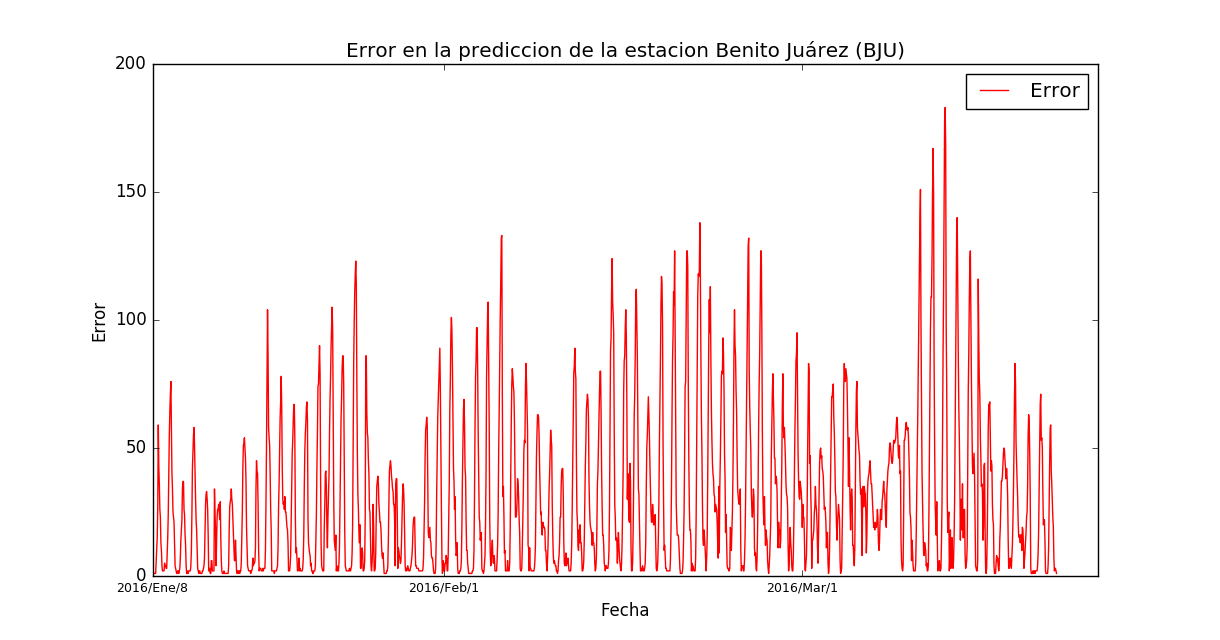 Error en la prediccion de la estacion Benito Juárez (BJU)
200
150
100
50
0
Error
Error
2016/Ene/8
2016/Feb/1
2016/Mar/1
Fecha